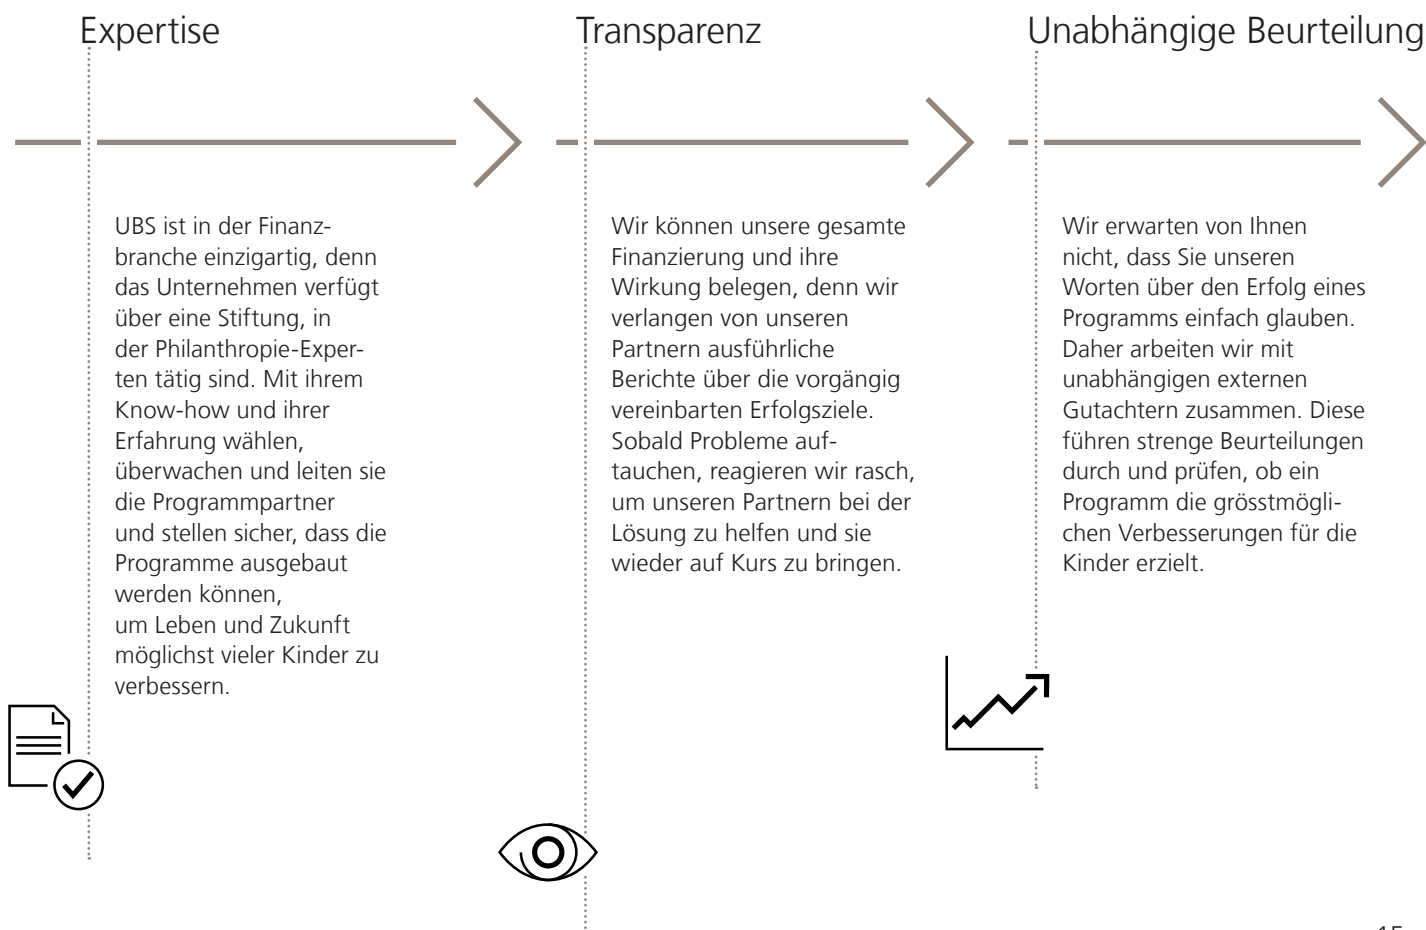 Expertise
UBS ist in der Finanz-
branche einzigartig, denn
das Unternehmen verfügt
über eine Stiftung, in
der Philanthropie-Exper-
ten tätig sind. Mit ihrem
Know-how und ihrer
Erfahrung wählen,
überwachen und leiten sie
die Programmpartner
und stellen sicher, dass die
Programme ausgebaut
werden können,
um Leben und Zukunft
möglichst vieler Kinder zu
verbessern.
Transparenz
Wir können unsere gesamte
Finanzierung und ihre
Wirkung belegen, denn wir
verlangen von unseren
Partnern ausführliche
Berichte über die vorgängig
vereinbarten Erfolgsziele.
Sobald Probleme auf-
tauchen, reagieren wir rasch,
um unseren Partnern bei der
Lösung zu helfen und sie
wieder auf Kurs zu bringen.
Unabhängige Beurteilung
Wir erwarten von Ihnen
nicht, dass Sie unseren
Worten über den Erfolg eines
Programms einfach glauben.
Daher arbeiten wir mit
unabhängigen externen
Gutachtern zusammen. Diese
führen strenge Beurteilungen
durch und prüfen, ob ein
Programm die grösstmögli-
chen Verbesserungen für die
Kinder erzielt.